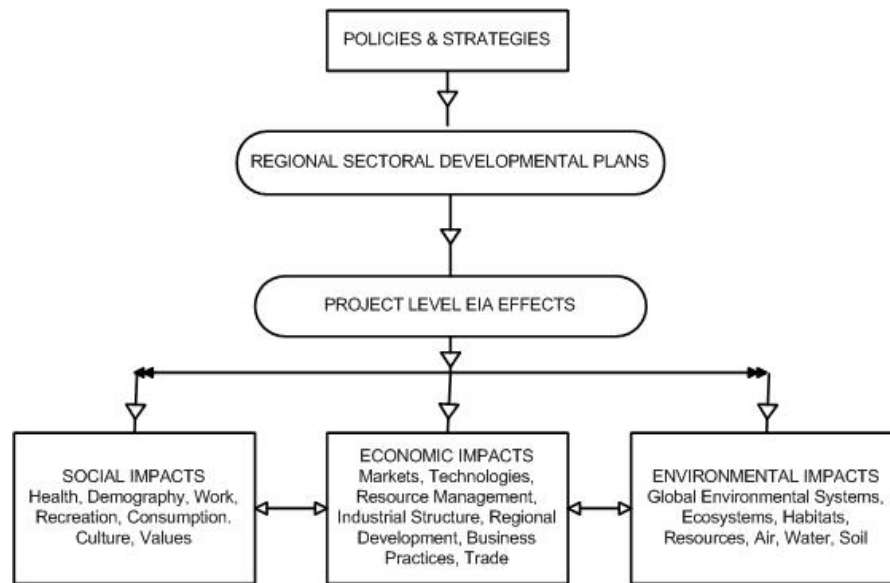 POLICIES & STRATEGIES
REGIONAL SECTORAL DEVELOPMENTAL PLANS
PROJECT LEVEL EIA EFFECTS
SOCIAL IMPACTS
Health, Demography, Work,
Recreation, Consumption.
Culture, Values
ECONOMIC IMPACTS
Markets, Technologies,
Resource Management,
Industrial Structure, Regional
Development, Business
Practices, Trade
ENVIRONMENTAL IMPACTS
Global Environmental Systems,
Ecosystems, Habitats,
Resources, Air, Water, Soil